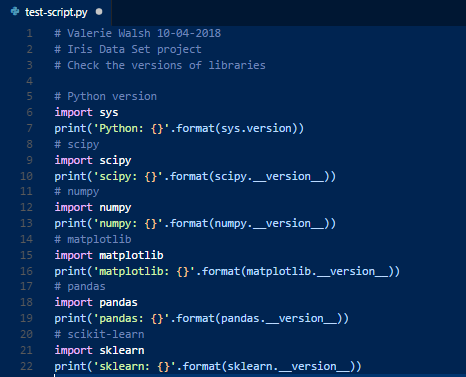 test-script.py
1 # Valerie Walsh 10-04-2018
2 # Iris Data Set project
3 # Check the versions of libraries
4
5 # Python version
6 import sys
7 print('Python: {}'.format(sys.version))
8 # scipy
9 import scipy
10 print('scipy: {}'.format(scipy.__version__))
11 # numpy
12 import numpy
13 print('numpy: {}'.format(numpy.__version__))
14 # matplotlib
15 import matplotlib
16 print('matplotlib: {}'.format(matplotlib.__version__))
17 # pandas
18 import pandas
19 print('pandas: {}'.format(pandas.__version__))
20 # scikit-learn
21 import sklearn
22 print('sklearn: {}'.format(sklearn.__version__))